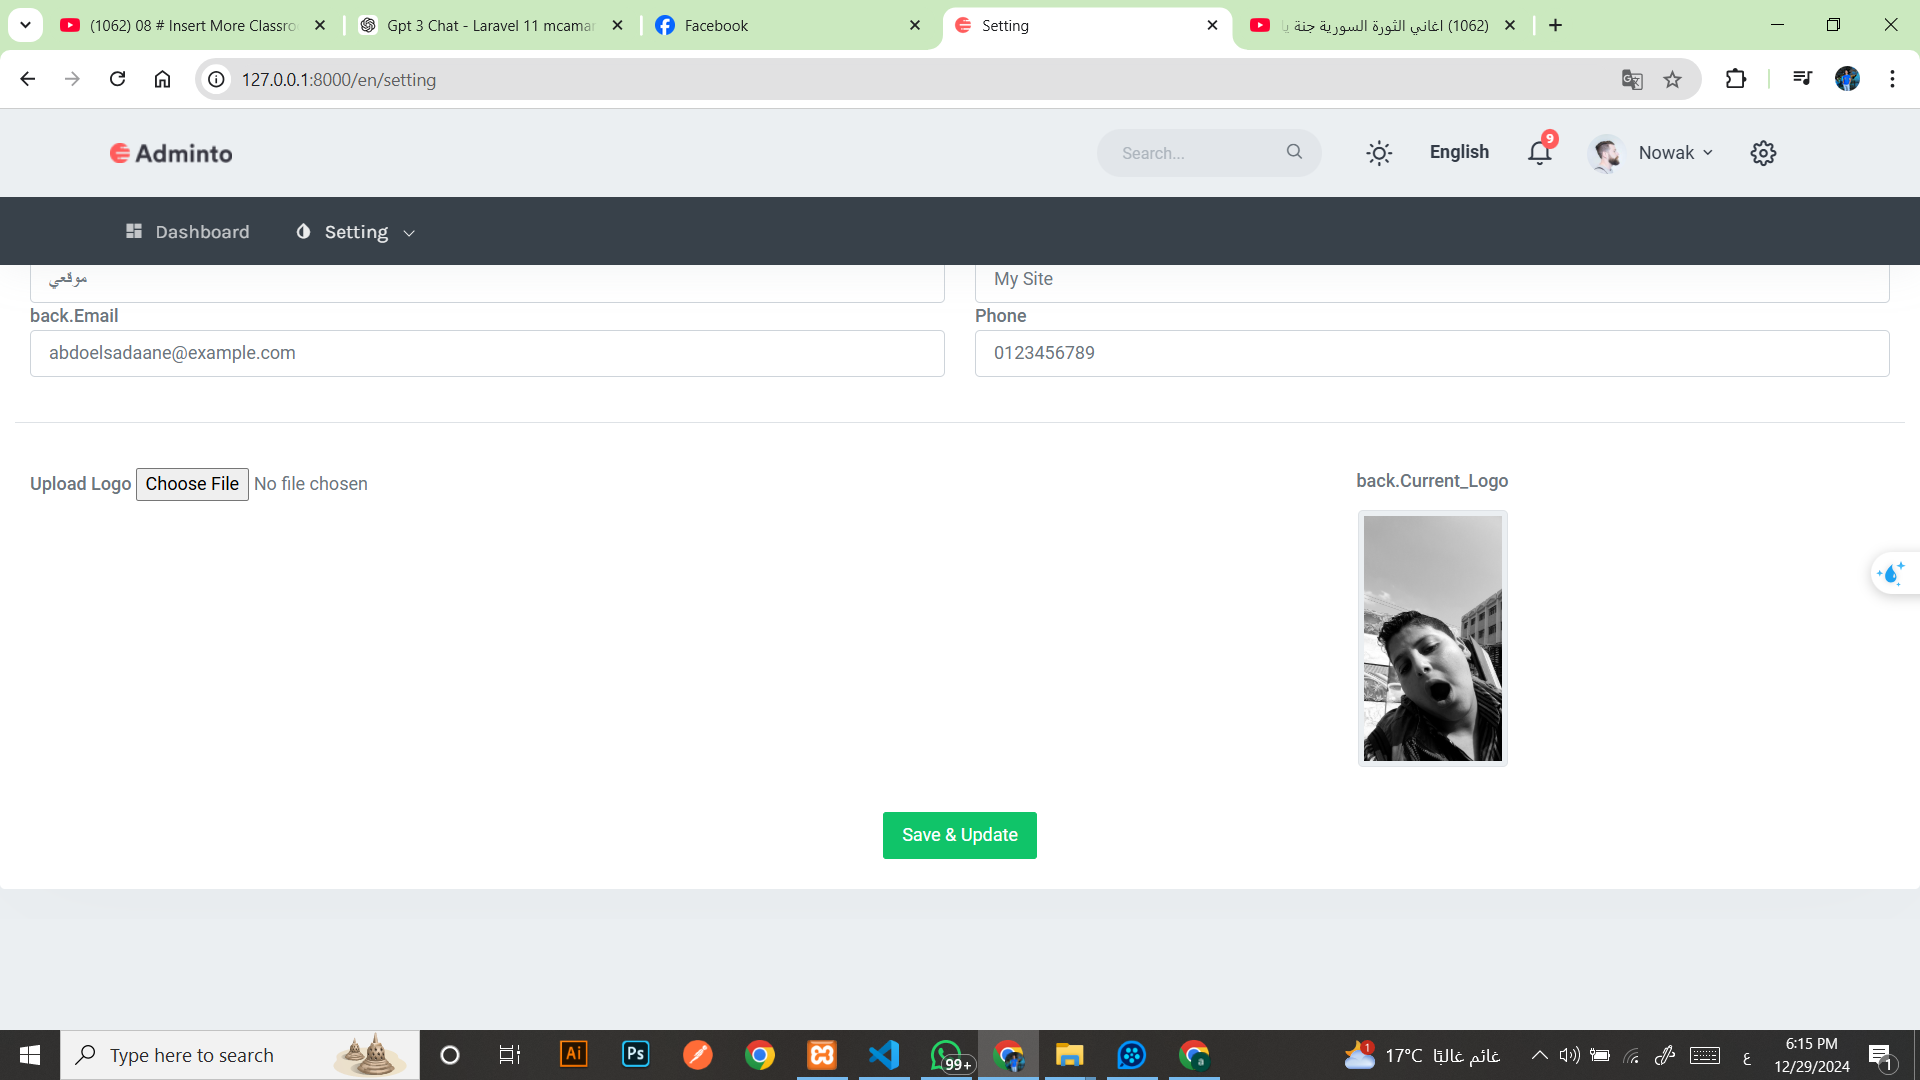 (1062) 08 # Insert More Classro
Gpt 3 Chat - Laravel 11 mcamar
Facebook
Setting
(1062) اغاني الثورة السورية جنة يا
127.0.0.1:8000/en/setting
Adminto
Search...
English
9
Nowak
Dashboard
Setting
موقعي
My Site
back.Email
Phone
abdoelsadaane@example.com
0123456789
Upload Logo Choose File No file chosen
back.Current_Logo
Save & Update
Type here to search
Ai
Ps
99+
1
17°C غائم غالبًا
ع
6:15 PM
12/29/2024
1